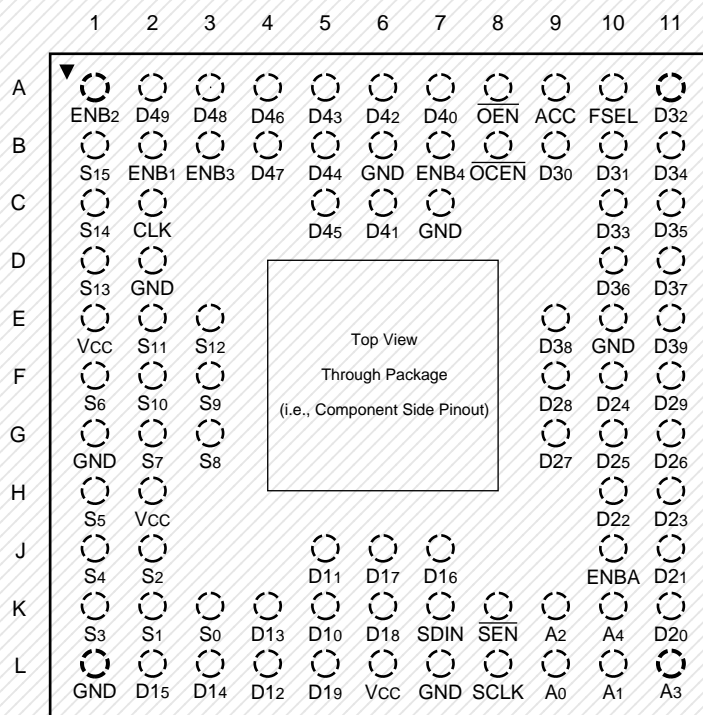 1 2 3 4 5 6 7 8 9 10 11
A
ENB2 D49 D48 D46 D43 D42 D40 OEN ACC FSEL D32
B
S15 ENB1 ENB3 D47 D44 GND ENB4 OCEN D30 D31 D34
C
S14 CLK D45 D41 GND D33 D35
D
S13 GND D36 D37
E
VCC S11 S12 D38 GND D39
Top View
Through Package
(i.e., Component Side Pinout)
F
S6 S10 S9 D28 D24 D29
G
GND S7 S8 D27 D25 D26
H
S5 VCC D22 D23
J
S4 S2 D11 D17 D16 ENBA D21
K
S3 S1 S0 D13 D10 D18 SDIN SEN A2 A4 D20
L
GND D15 D14 D12 D19 VCC GND SCLK A0 A1 A3